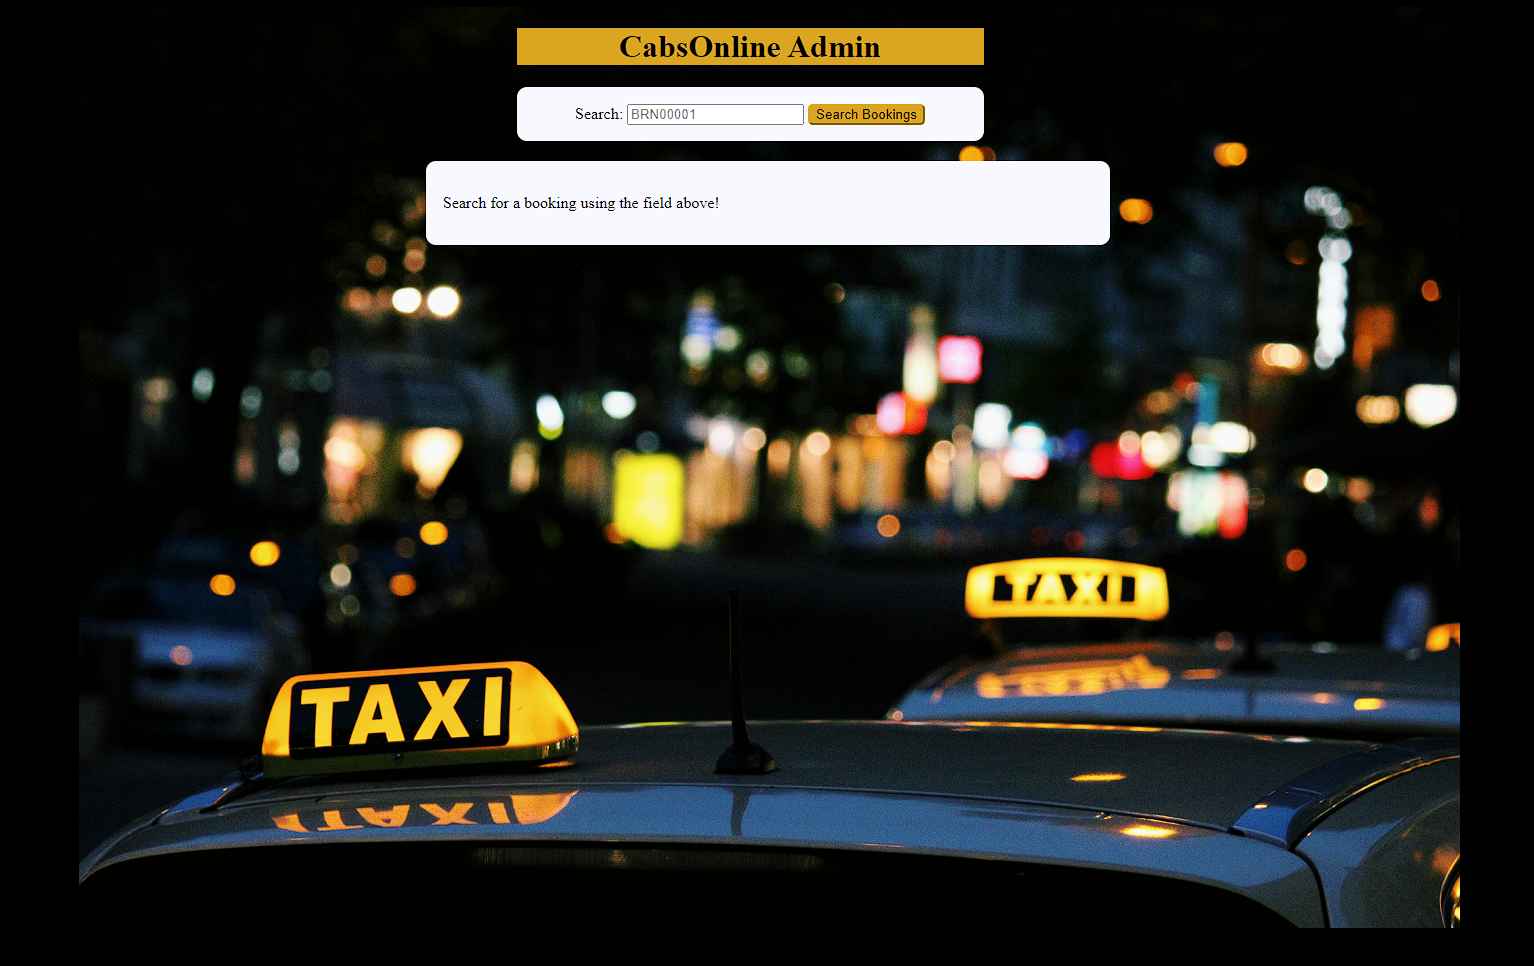 CabsOnline Admin
Search: BRN00001 Search Bookings
Search for a booking using the field above!
TAXI
TAXI
TAXI